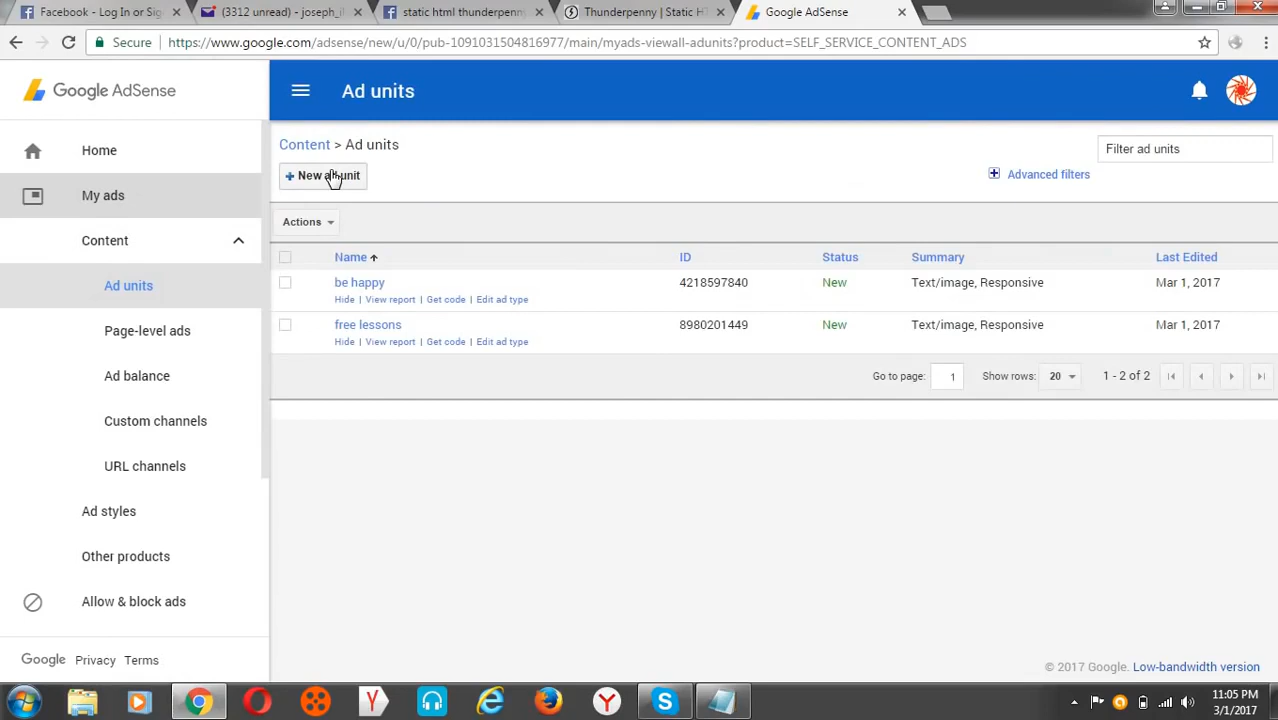 Facebook - Log In or Sig
(3312 unread) - joseph_il
static html thunderpenny
Thunderpenny | Static H
Google AdSense
Secure
https://www.google.com/adsense/new/u/0/pub-1091031504816977/main/myads-viewall-adunits?product=SELF_SERVICE_CONTENT_ADS
Google AdSense
Ad units
Home
My ads
Content
Ad units
Page-level ads
Ad balance
Custom channels
URL channels
Ad styles
Other products
Allow & block ads
Google Privacy Terms
Content > Ad units
Filter ad units
+ New ad unit
Advanced filters
Actions
Name ID Status Summary Last Edited
be happy 4218597840 New Text/image, Responsive Mar 1, 2017
Hide | View report | Get code | Edit ad type
free lessons 8980201449 New Text/image, Responsive Mar 1, 2017
Hide | View report | Get code | Edit ad type
Go to page: 1 Show rows: 20 1 - 2 of 2
© 2017 Google. Low-bandwidth version
11:05 PM
3/1/2017